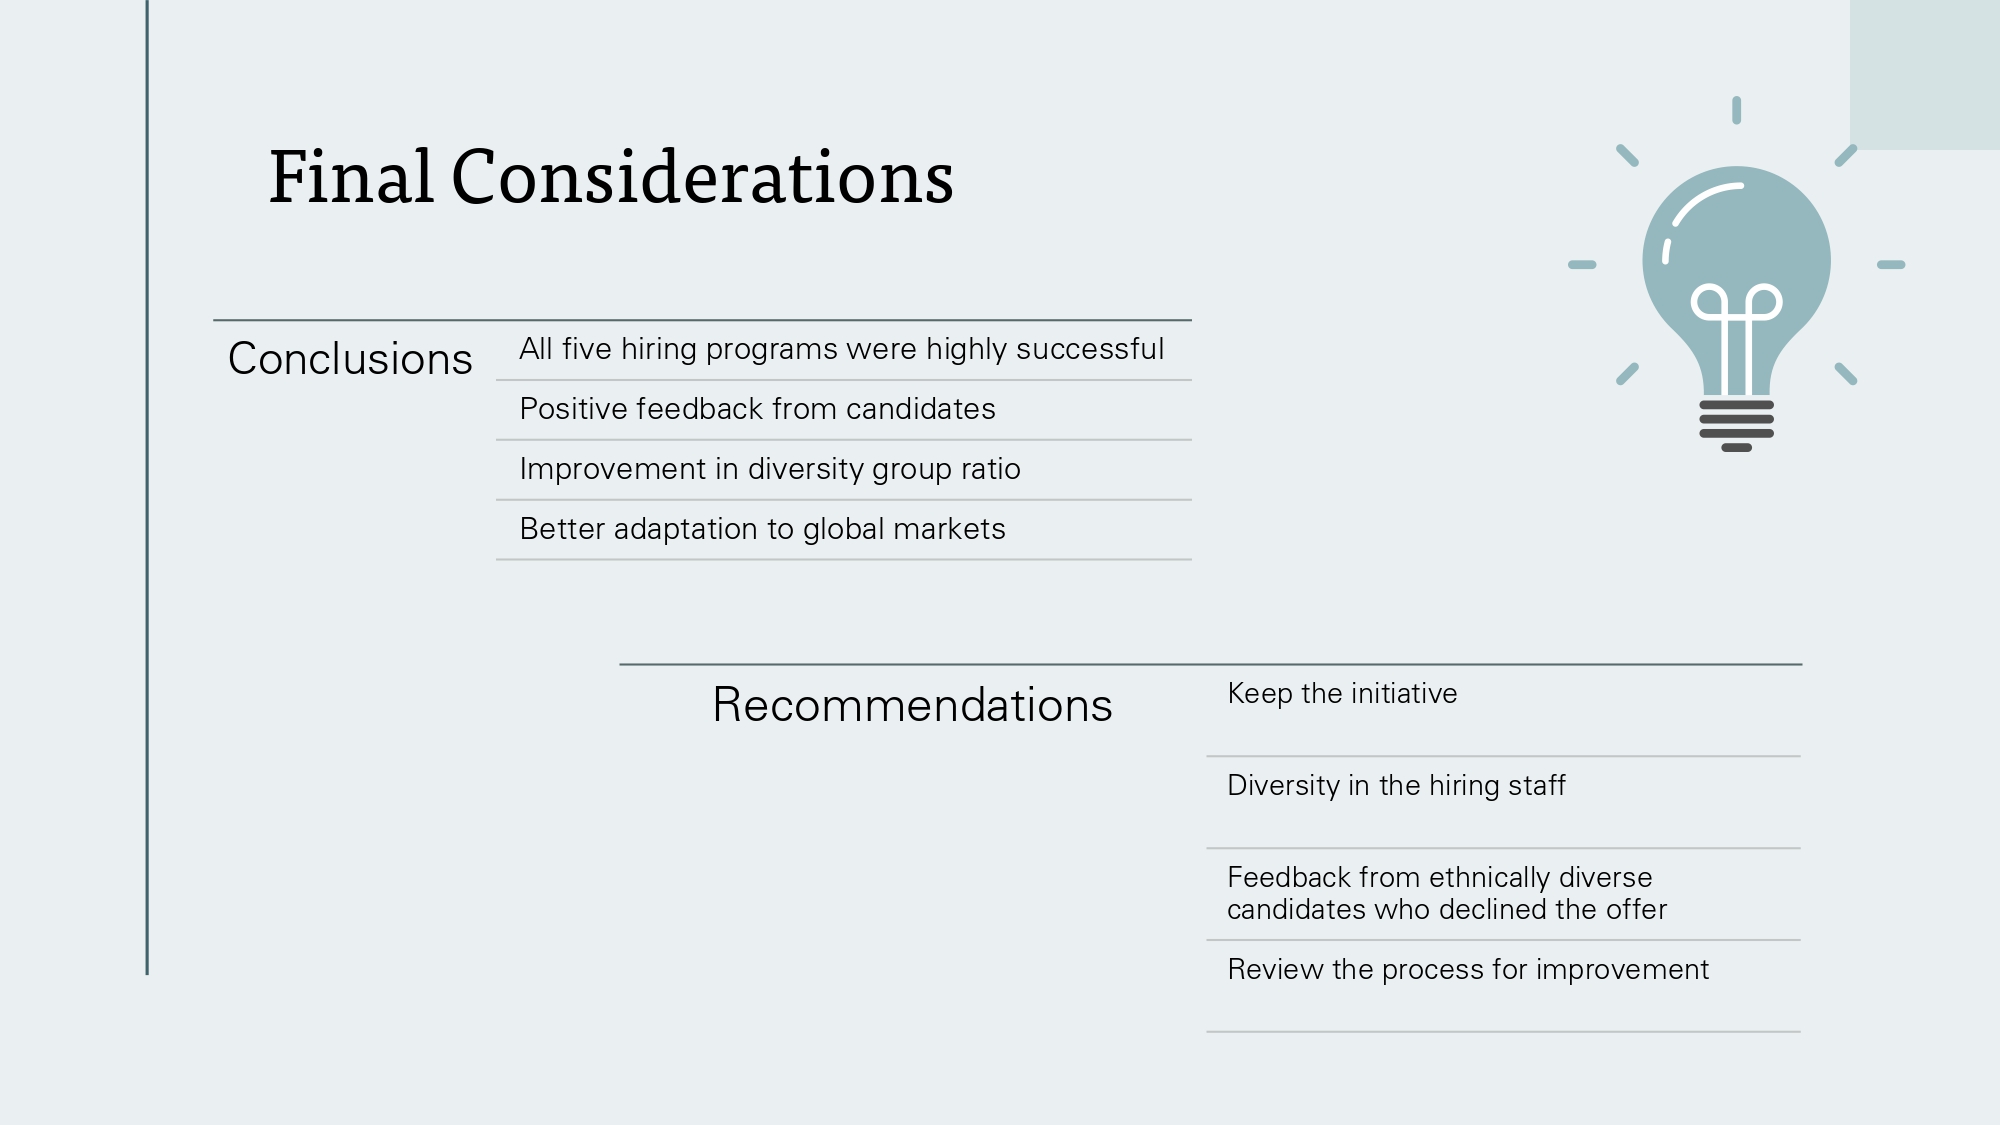 Final Considerations
Conclusions
All five hiring programs were highly successful
Positive feedback from candidates
Improvement in diversity group ratio
Better adaptation to global markets
Recommendations
Keep the initiative
Diversity in the hiring staff
Feedback from ethnically diverse
candidates who declined the offer
Review the process for improvement